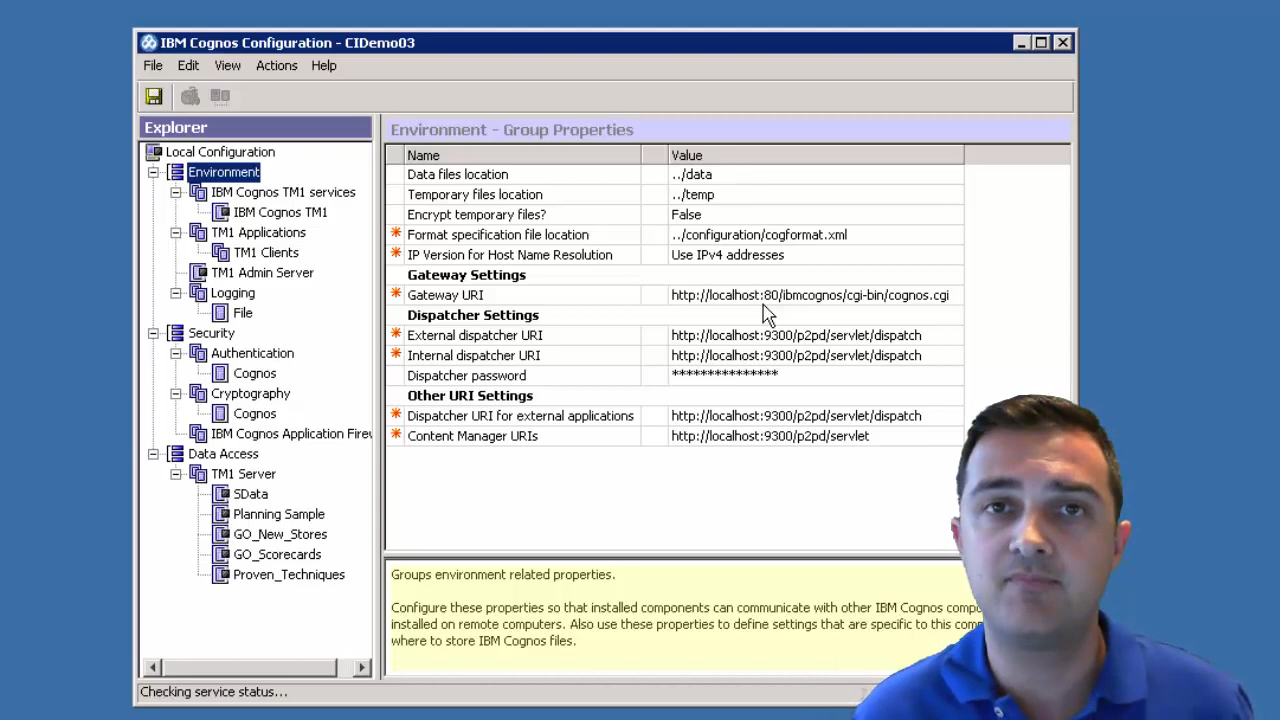 IBM Cognos Configuration - CIDemo03
File Edit View Actions Help
Explorer
Local Configuration
Environment
IBM Cognos TM1 services
IBM Cognos TM1
TM1 Applications
TM1 Clients
TM1 Admin Server
Logging
File
Security
Authentication
Cognos
Cryptography
Cognos
IBM Cognos Application Firew
Data Access
TM1 Server
SData
Planning Sample
GO_New_Stores
GO_Scorecards
Proven_Techniques
Environment - Group Properties
Name Value
Data files location ../data
Temporary files location ../temp
Encrypt temporary files? False
* Format specification file location ../configuration/cogformat.xml
* IP Version for Host Name Resolution Use IPv4 addresses
Gateway Settings
* Gateway URI http://localhost:80/ibmcognos/cgi-bin/cognos.cgi
Dispatcher Settings
* External dispatcher URI http://localhost:9300/p2pd/servlet/dispatch
* Internal dispatcher URI http://localhost:9300/p2pd/servlet/dispatch
Dispatcher password ***************
Other URI Settings
* Dispatcher URI for external applications http://localhost:9300/p2pd/servlet/dispatch
* Content Manager URIs http://localhost:9300/p2pd/servlet
Groups environment related properties.
Configure these properties so that installed components can communicate with other IBM Cognos compo
installed on remote computers. Also use these properties to define settings that are specific to this com
where to store IBM Cognos files.
Checking service status...